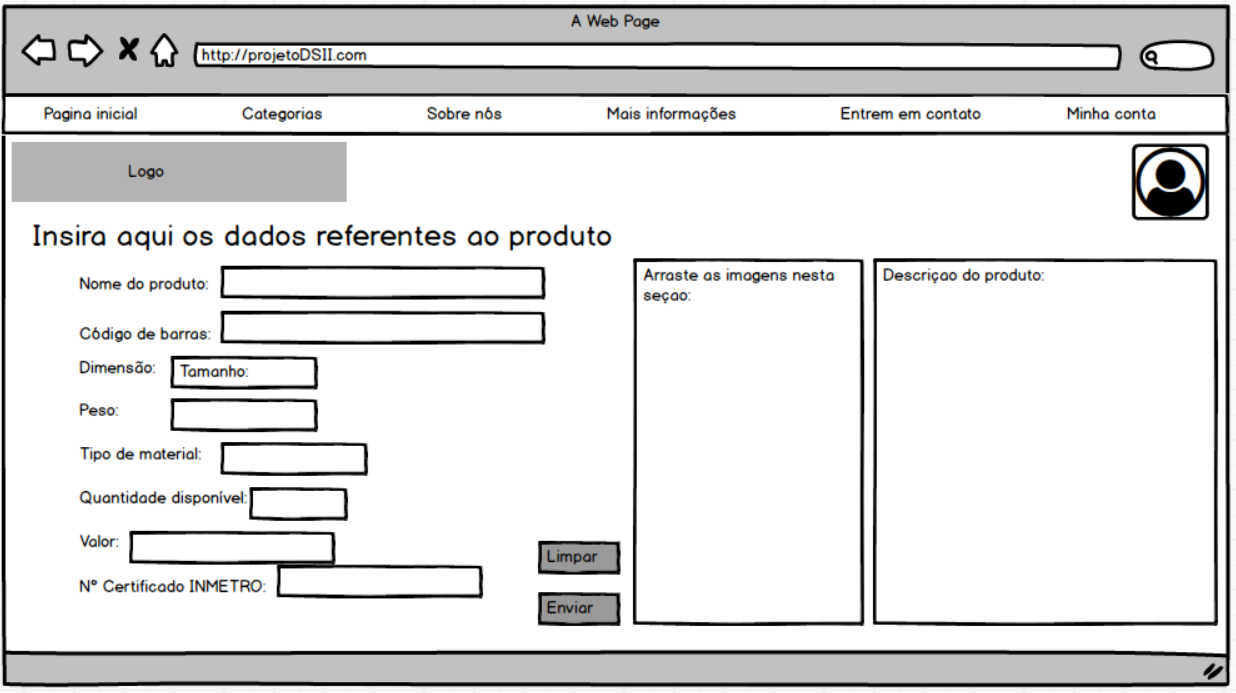 A Web Page
http://projetoDSII.com
Pagina inicial Categorias Sobre nós Mais informações Entrem em contato Minha conta
Logo
Insira aqui os dados referentes ao produto
Nome do produto:
Código de barras:
Dimensão: Tamanho:
Peso:
Tipo de material:
Quantidade disponível:
Valor:
Nº Certificado INMETRO:
Limpar
Enviar
Arraste as imagens nesta
seçao:
Descriçao do produto: